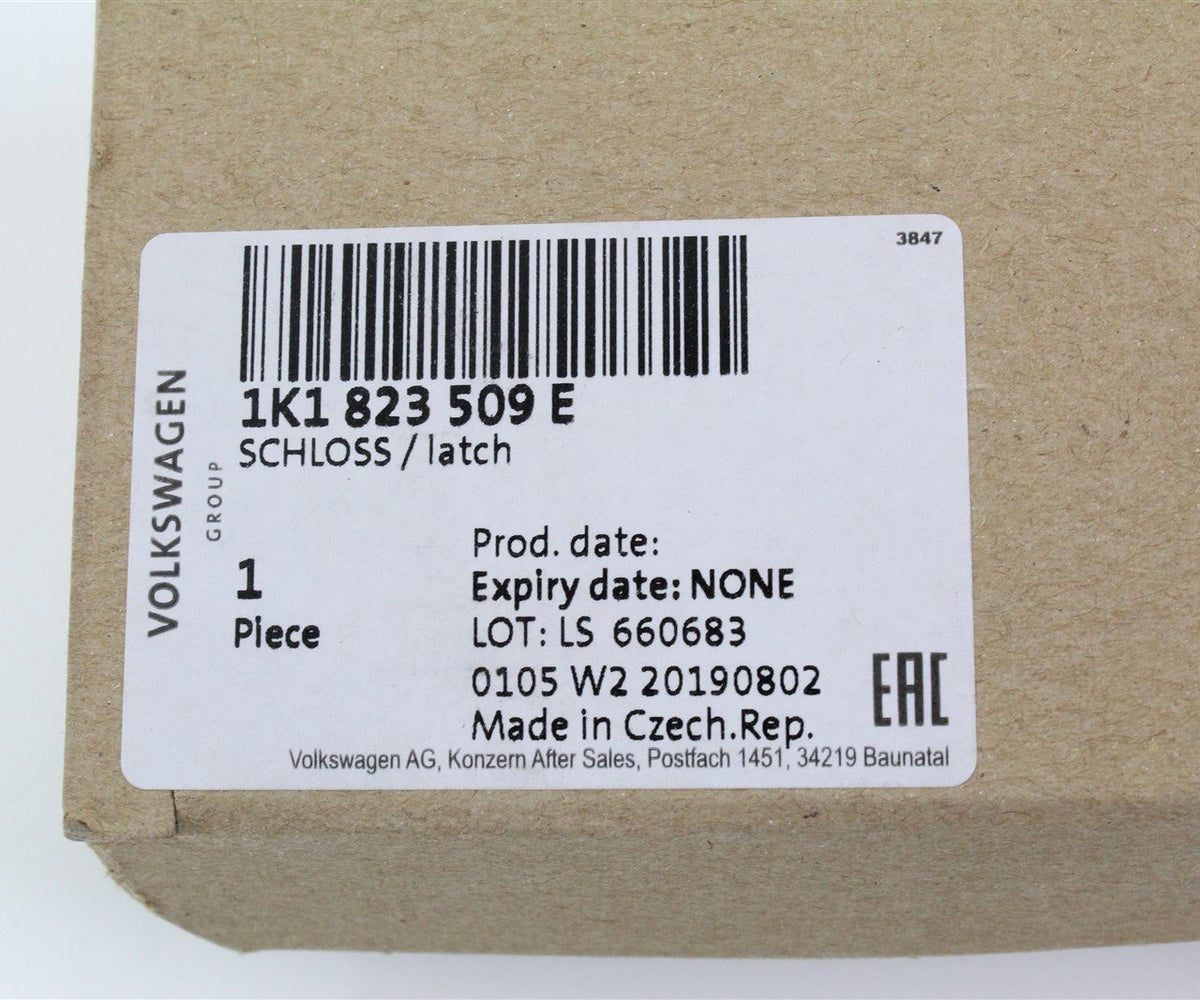 3847
1K1 823 509 E
SCHLOSS / latch
VOLKSWAGEN
GROUP
1
Piece
Prod. date:
Expiry date: NONE
LOT: LS 660683
0105 W2 20190802
Made in Czech.Rep.
EAC
Volkswagen AG, Konzern After Sales, Postfach 1451, 34219 Baunatal